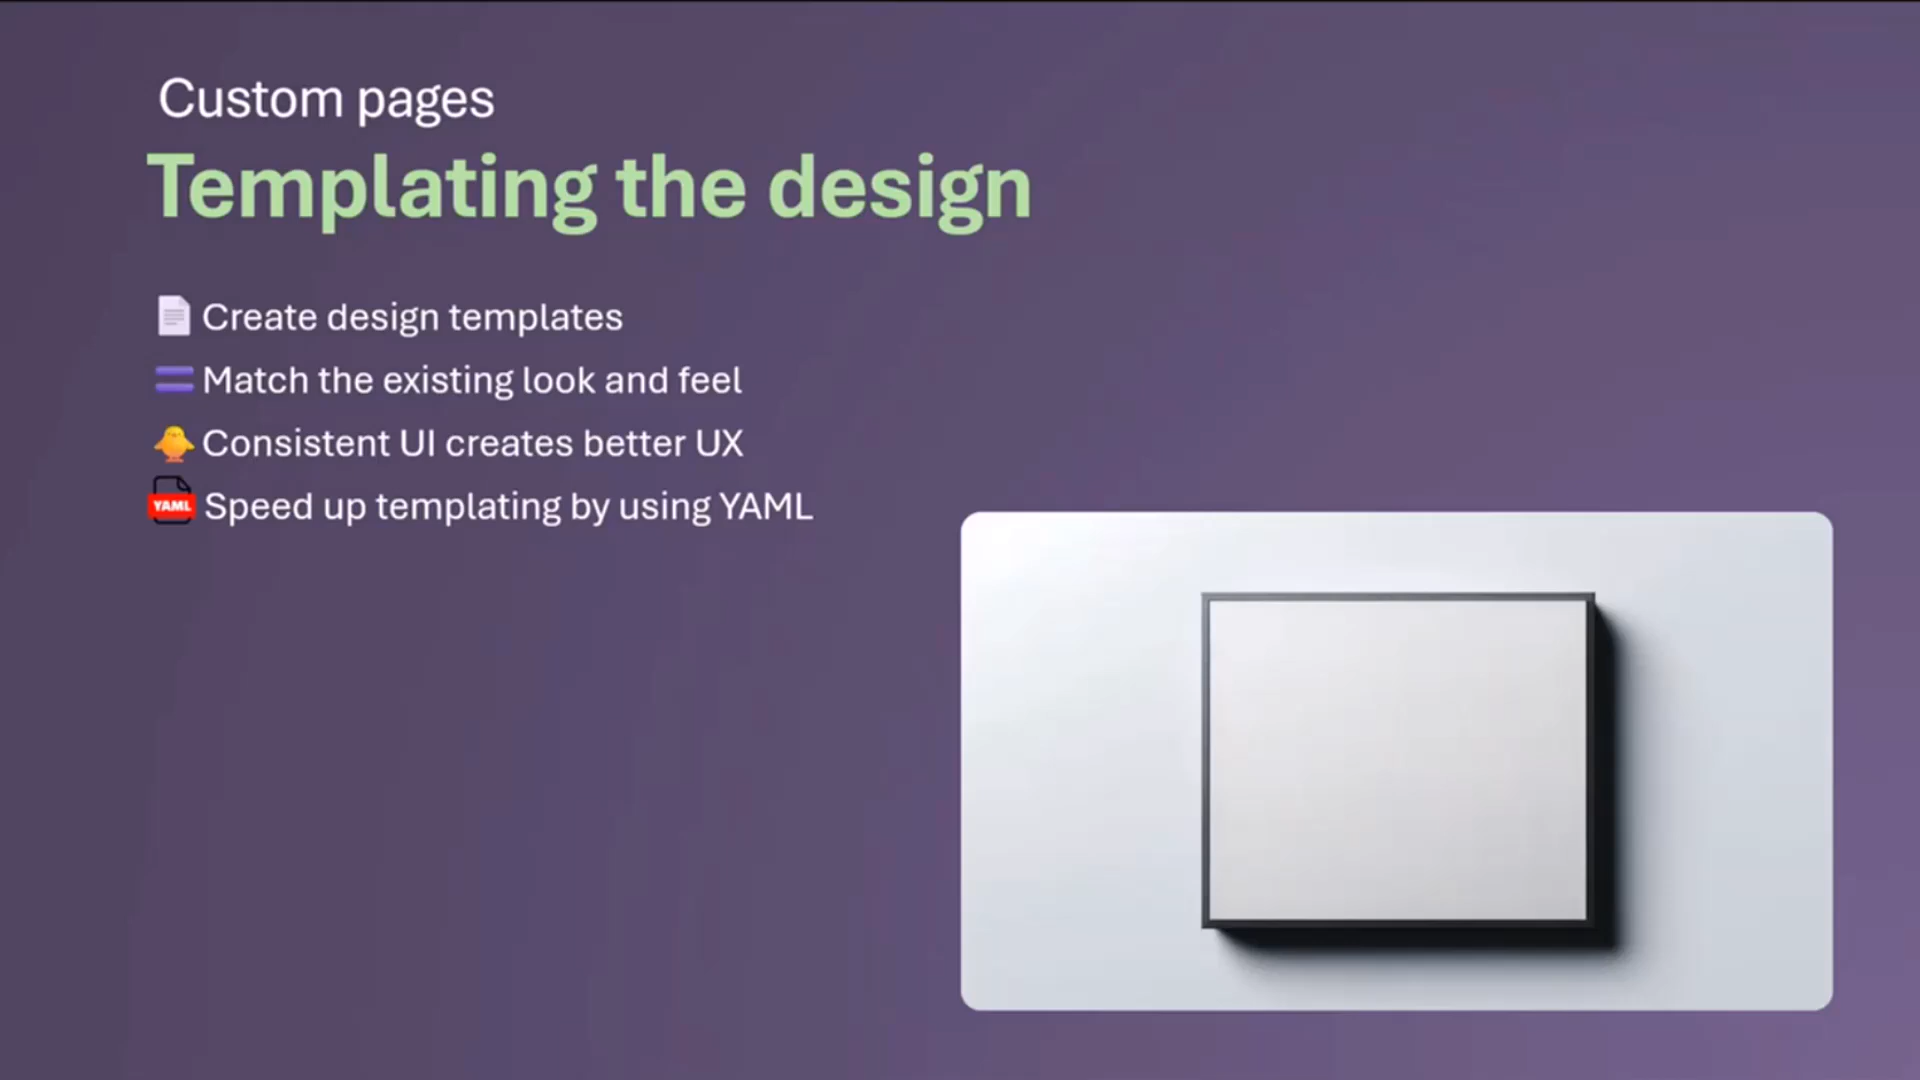 Custom pages
Templating the design
Create design templates
Match the existing look and feel
Consistent UI creates better UX
YAML Speed up templating by using YAML